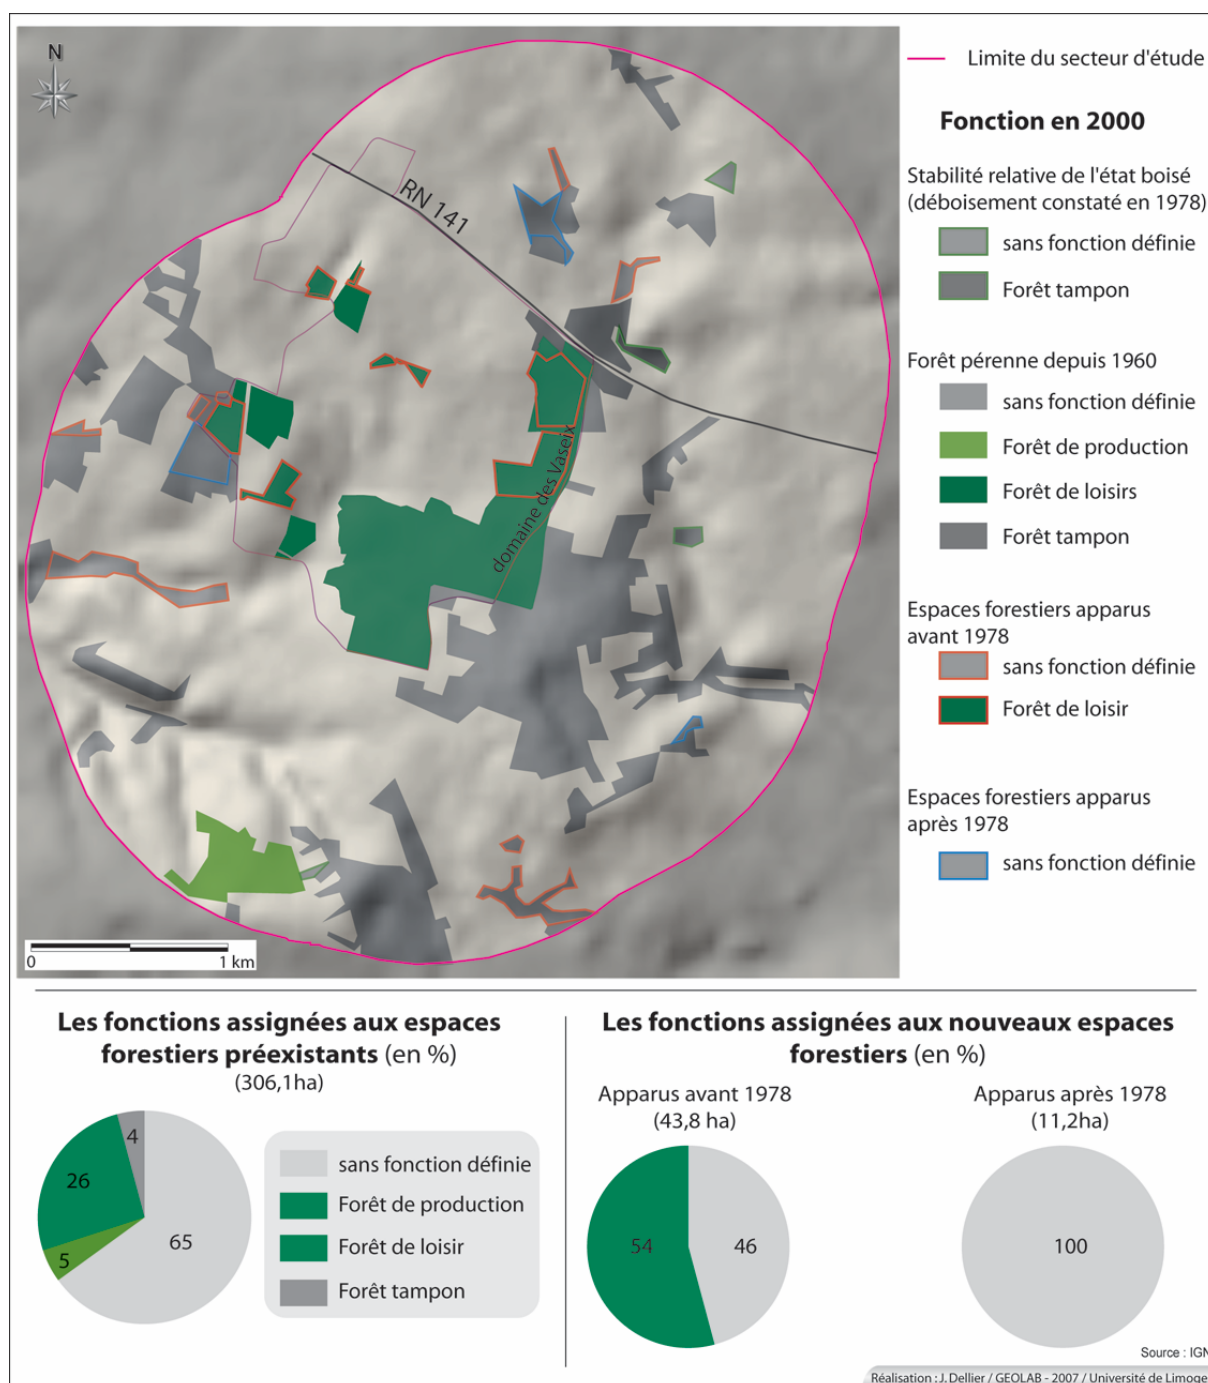 N
RN 141
domaine des Vaseix
0
1 km
Limite du secteur d'étude
Fonction en 2000
Stabilité relative de l'état boisé
(déboisement constaté en 1978)
sans fonction définie
Forêt tampon
Forêt pérenne depuis 1960
sans fonction définie
Forêt de production
Forêt de loisirs
Forêt tampon
Espaces forestiers apparus
avant 1978
sans fonction définie
Forêt de loisir
Espaces forestiers apparus
après 1978
sans fonction définie
Les fonctions assignées aux espaces
forestiers préexistants (en %)
(306,1ha)
4
26
5
65
sans fonction définie
Forêt de production
Forêt de loisir
Forêt tampon
Les fonctions assignées aux nouveaux espaces
forestiers (en %)
Apparus avant 1978
(43,8 ha)
54
46
Apparus après 1978
(11,2ha)
100
Source : IGN
Réalisation : J. Dellier / GEOLAB - 2007 / Université de Limoge